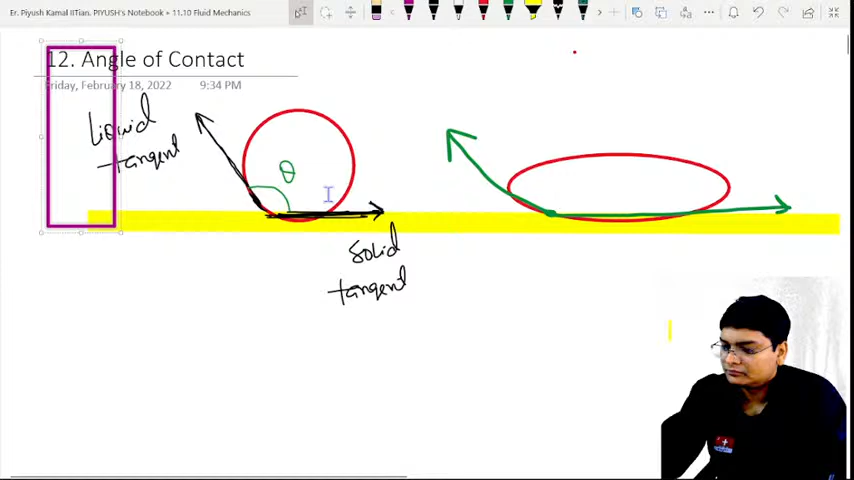 Er. Piyush Kamal IITian. PIYUSH's Notebook » 11.10 Fluid Mechanics
12. Angle of Contact
Friday, February 18, 2022 9:34 PM
Liquid
tangent
θ
solid
tangent